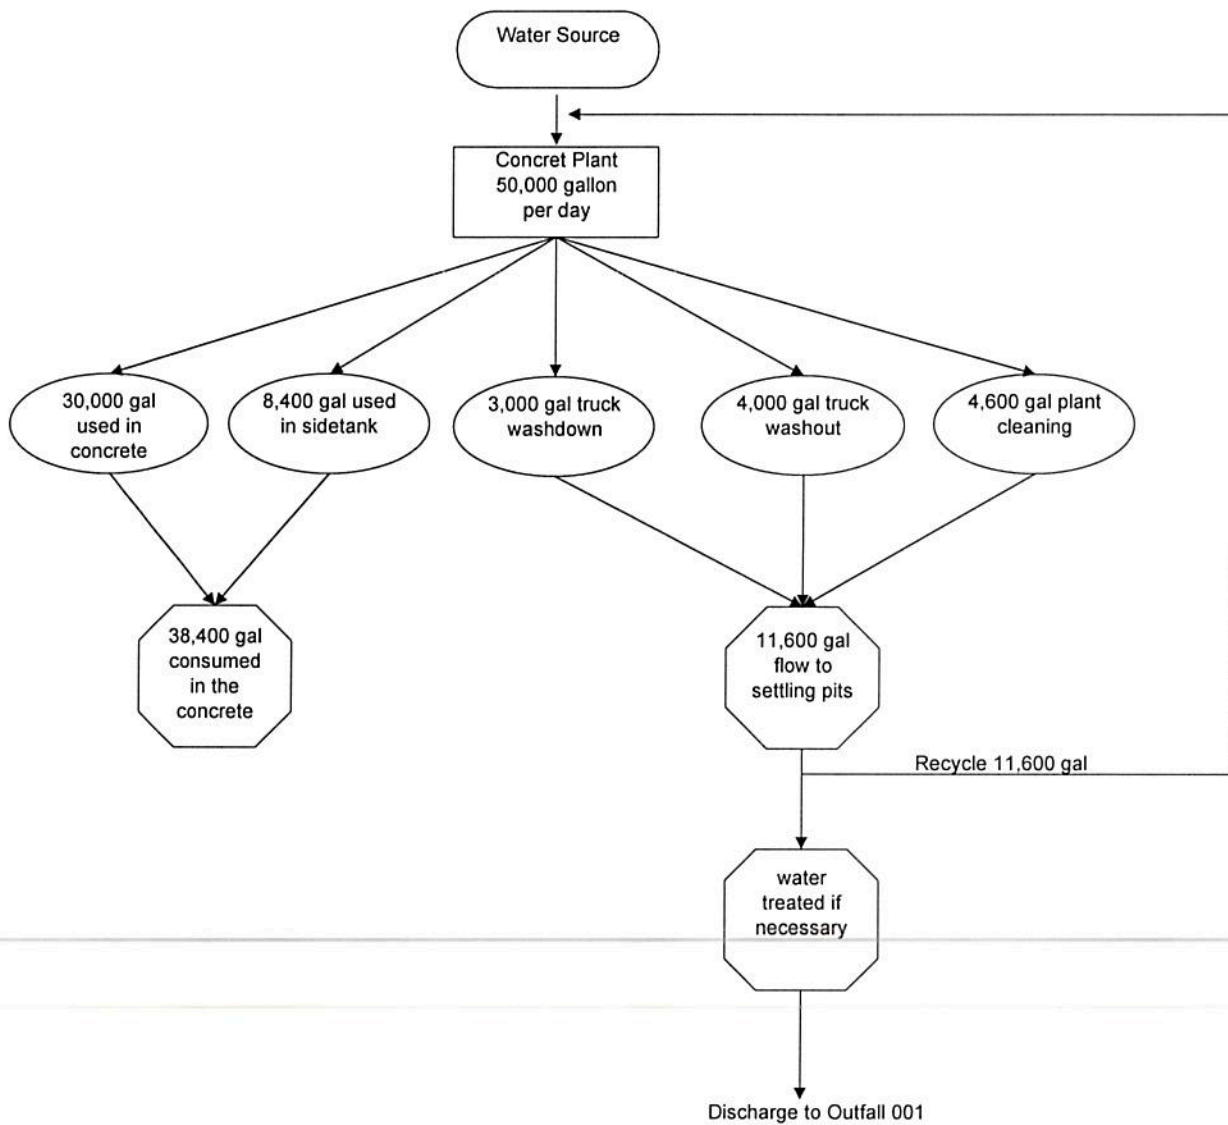 Water Source
Concret Plant
50,000 gallon
per day
30,000 gal
used in
concrete
8,400 gal used
in sidetank
3,000 gal truck
washdown
4,000 gal truck
washout
4,600 gal plant
cleaning
38,400 gal
consumed
in the
concrete
11,600 gal
flow to
settling pits
Recycle 11,600 gal
water
treated if
necessary
Discharge to Outfall 001